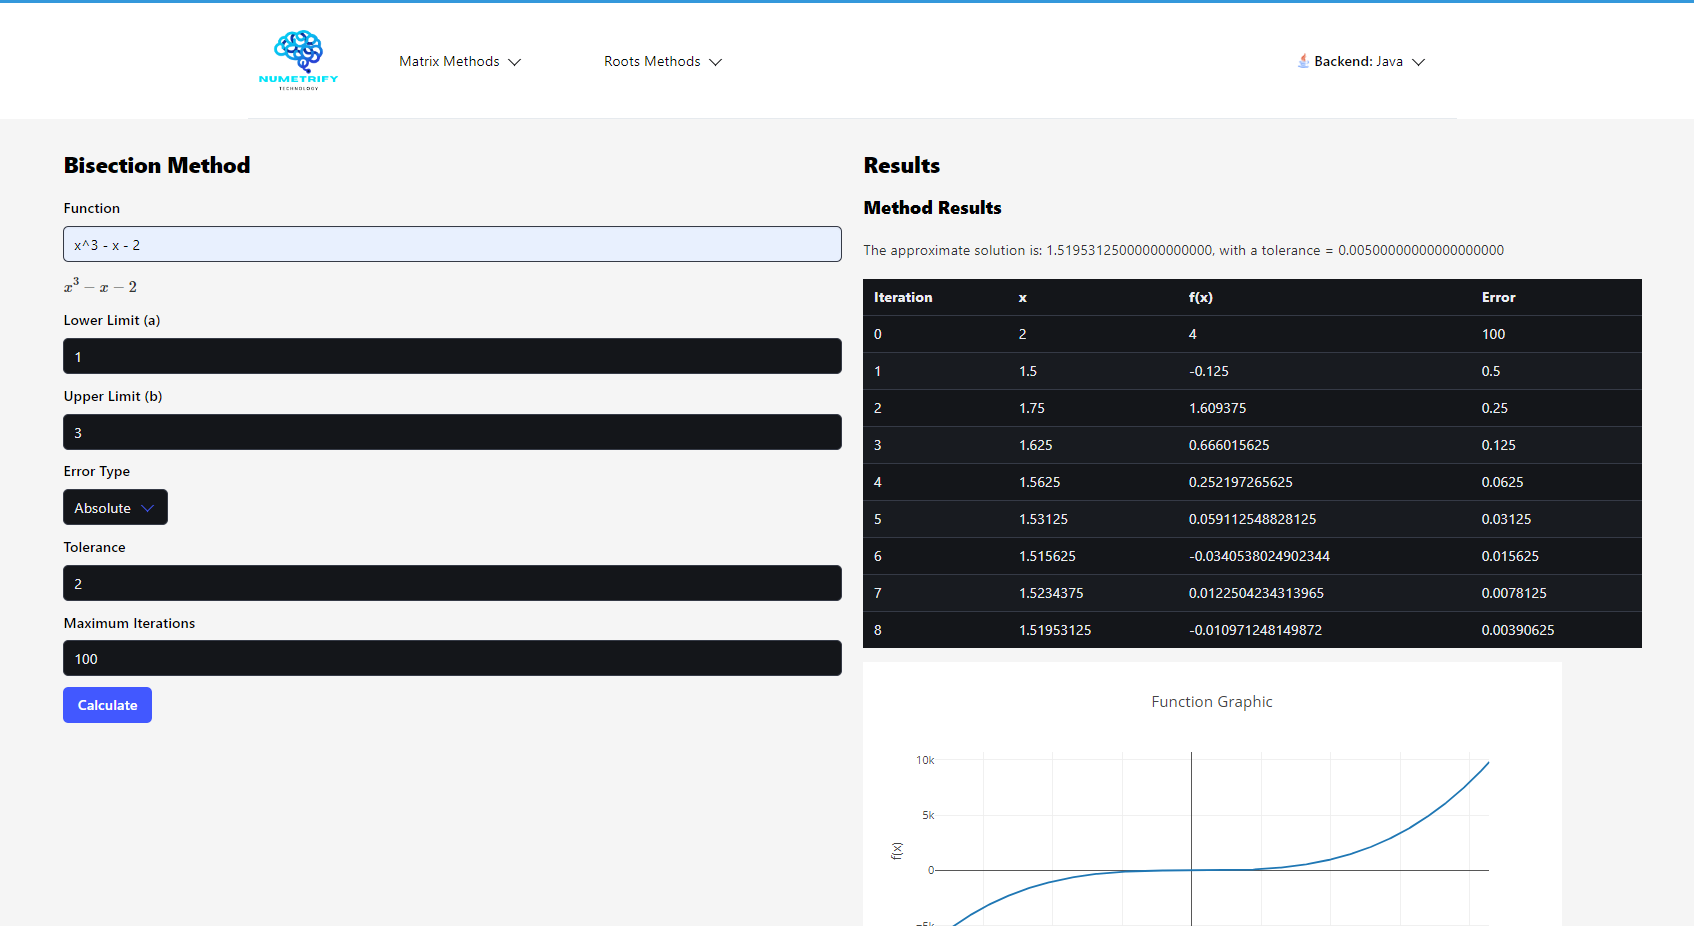 NUMETRIFY
TECHNOLOGY
Matrix Methods
Roots Methods
Backend: Java
Bisection Method
Function
x^3 - x - 2
x³ − x − 2
Lower Limit (a)
1
Upper Limit (b)
3
Error Type
Absolute
Tolerance
2
Maximum Iterations
100
Calculate
Results
Method Results
The approximate solution is: 1.51953125000000000000, with a tolerance = 0.00500000000000000000
Iteration x f(x) Error
0 2 4 100
1 1.5 -0.125 0.5
2 1.75 1.609375 0.25
3 1.625 0.666015625 0.125
4 1.5625 0.252197265625 0.0625
5 1.53125 0.059112548828125 0.03125
6 1.515625 -0.0340538024902344 0.015625
7 1.5234375 0.0122504234313965 0.0078125
8 1.51953125 -0.010971248149872 0.00390625
Function Graphic
10k
5k
f(x)
0
−5k